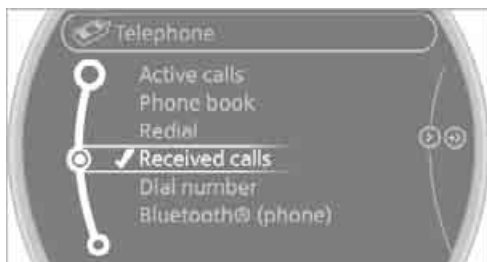 Telephone
Active calls
Phone book
Redial
Received calls
Dial number
Bluetooth® (phone)